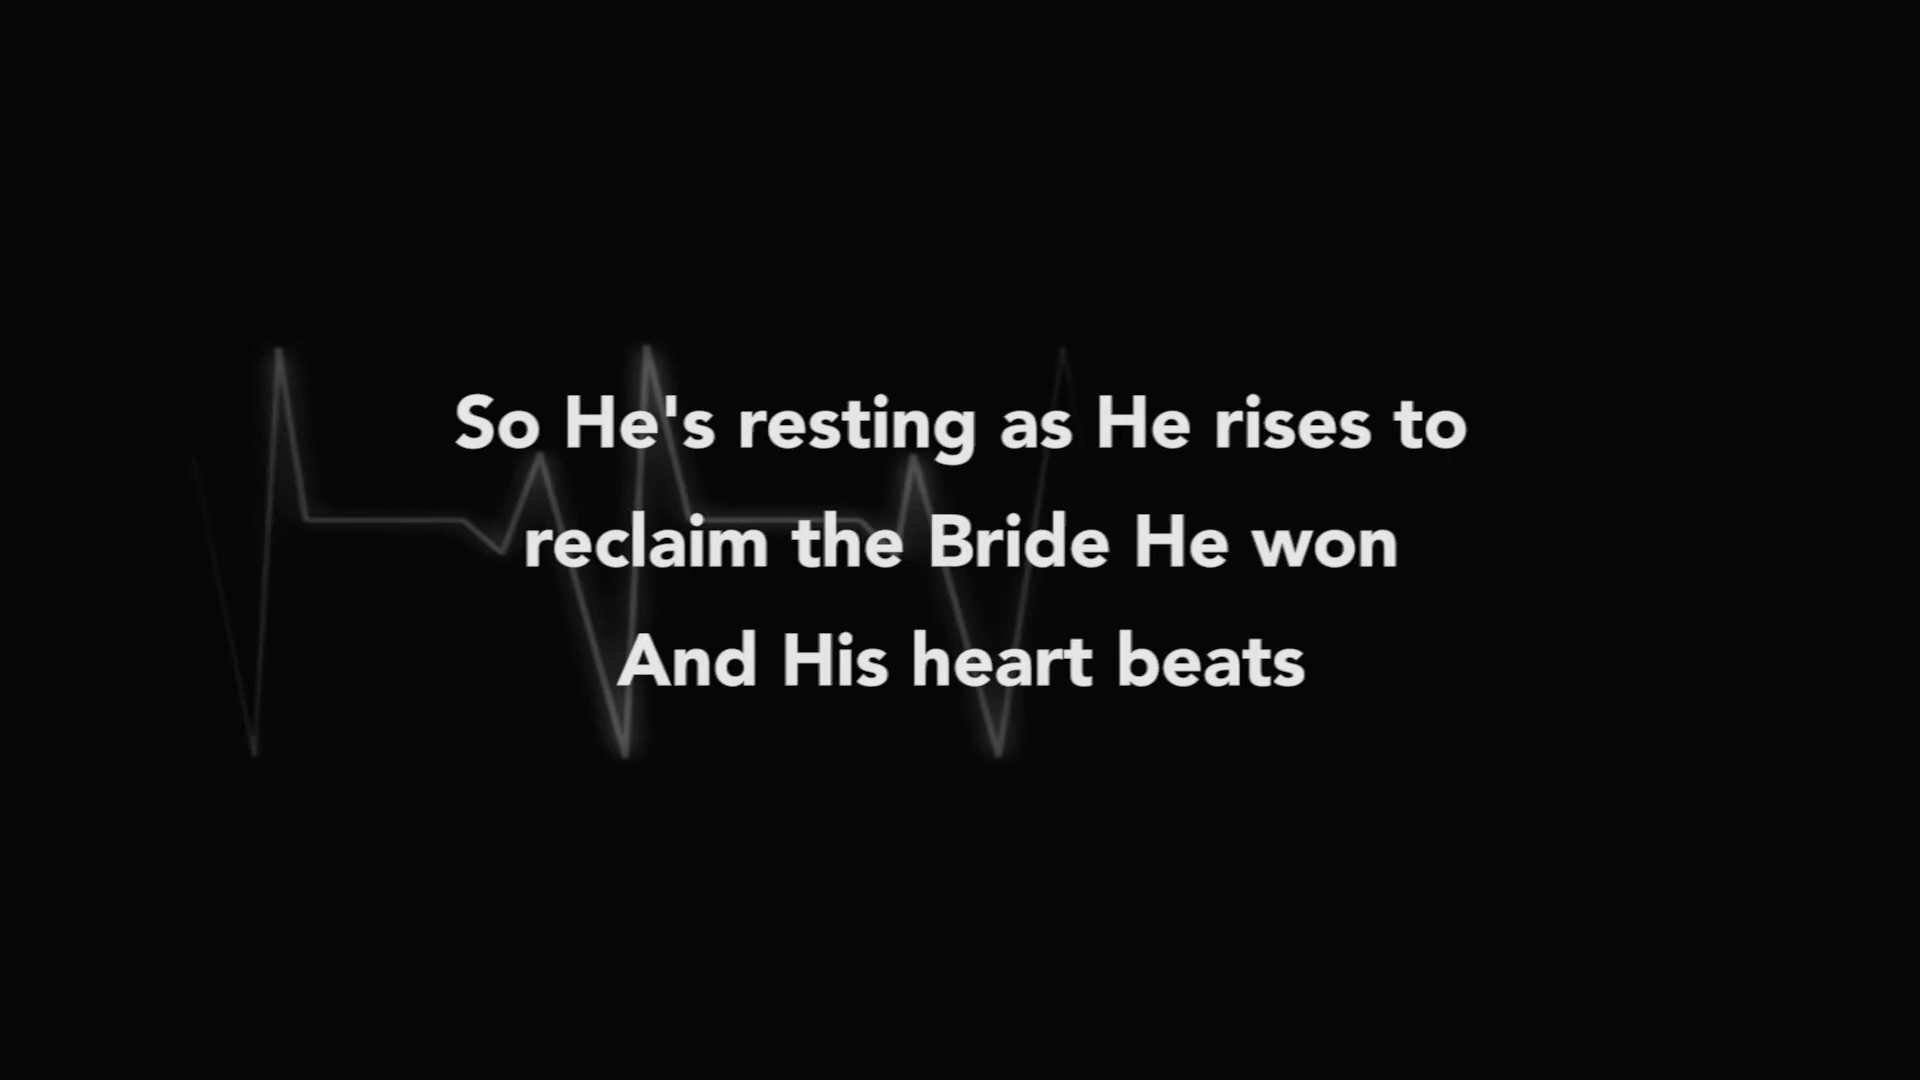 So He's resting as He rises to
reclaim the Bride He won
And His heart beats